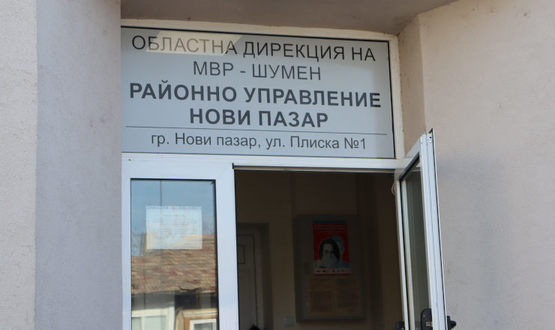 ОБЛАСТНА ДИРЕКЦИЯ НА
МВР - ШУМЕН
РАЙОННО УПРАВЛЕНИЕ
НОВИ ПАЗАР
гр. Нови пазар, ул. Плиска №1